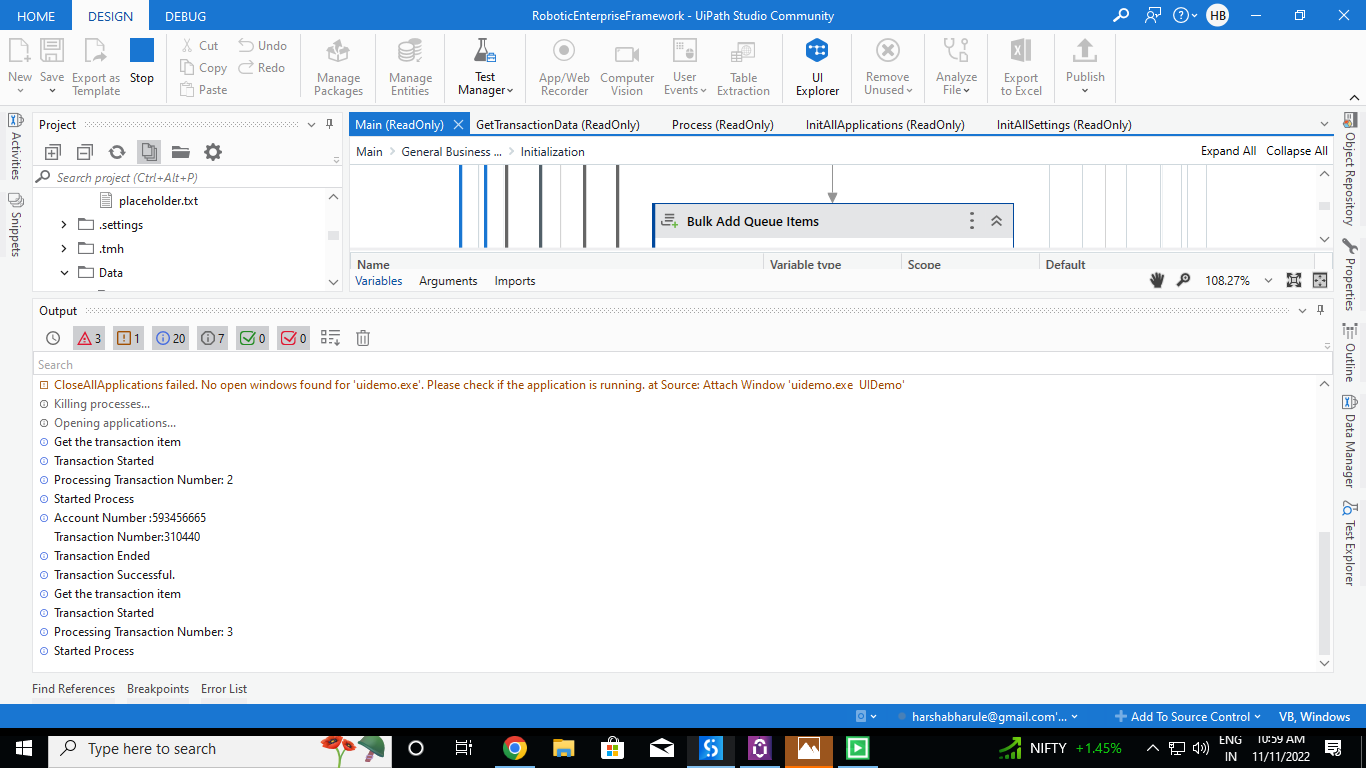 HOME DESIGN DEBUG RoboticEnterpriseFramework - UiPath Studio Community HB
New Save Export as Template Stop Cut Copy Paste Undo Redo Manage Packages Manage Entities Test Manager App/Web Recorder Computer Vision User Events Table Extraction UI Explorer Remove Unused Analyze File Export to Excel Publish
Activities
Snippets
Project
Search project (Ctrl+Alt+P)
placeholder.txt
.settings
.tmh
Data
Main (ReadOnly) GetTransactionData (ReadOnly) Process (ReadOnly) InitAllApplications (ReadOnly) InitAllSettings (ReadOnly)
Main General Business ... Initialization Expand All Collapse All
Bulk Add Queue Items
Name Variable type Scope Default
Variables Arguments Imports 108.27%
Object Repository
Properties
Outline
Data Manager
Test Explorer
Output
3 1 20 7 0 0
Search
CloseAllApplications failed. No open windows found for 'uidemo.exe'. Please check if the application is running. at Source: Attach Window 'uidemo.exe UIDemo'
Killing processes...
Opening applications...
Get the transaction item
Transaction Started
Processing Transaction Number: 2
Started Process
Account Number :593456665
Transaction Number:310440
Transaction Ended
Transaction Successful.
Get the transaction item
Transaction Started
Processing Transaction Number: 3
Started Process
Find References Breakpoints Error List
harshabharule@gmail.com'... Add To Source Control VB, Windows
Type here to search NIFTY +1.45% ENG IN 10:59 AM 11/11/2022